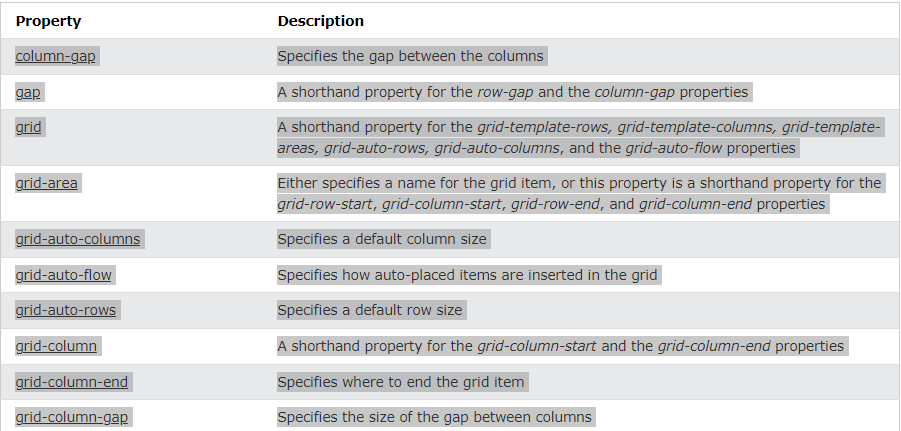 Property Description
column-gap Specifies the gap between the columns
gap A shorthand property for the row-gap and the column-gap properties
grid A shorthand property for the grid-template-rows, grid-template-columns, grid-template-
areas, grid-auto-rows, grid-auto-columns, and the grid-auto-flow properties
grid-area Either specifies a name for the grid item, or this property is a shorthand property for the
grid-row-start, grid-column-start, grid-row-end, and grid-column-end properties
grid-auto-columns Specifies a default column size
grid-auto-flow Specifies how auto-placed items are inserted in the grid
grid-auto-rows Specifies a default row size
grid-column A shorthand property for the grid-column-start and the grid-column-end properties
grid-column-end Specifies where to end the grid item
grid-column-gap Specifies the size of the gap between columns